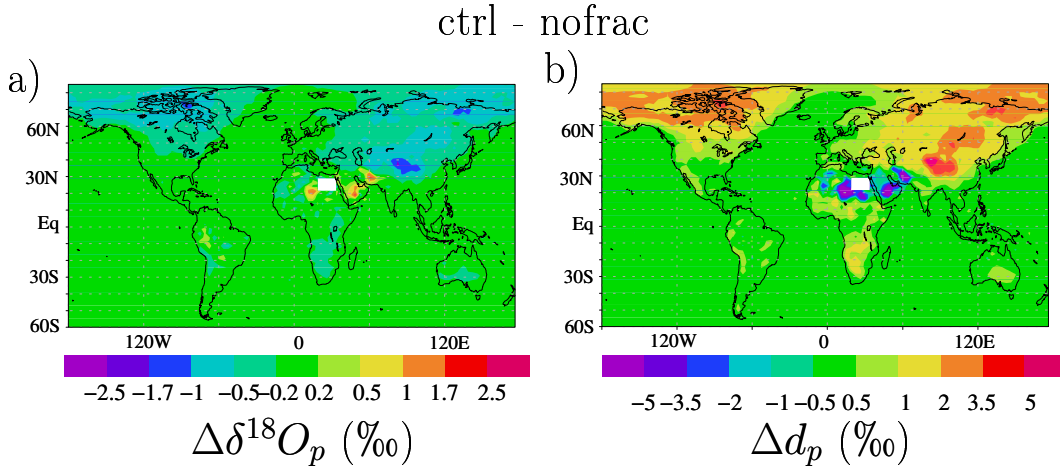 ctrl - nofrac
a)
60N
30N
Eq
30S
60S
120W 0 120E
−2.5 −1.7 −1 −0.5 −0.2 0.2 0.5 1 1.7 2.5
Δδ¹⁸Oₚ (‰)
b)
60N
30N
Eq
30S
60S
120W 0 120E
−5 −3.5 −2 −1 −0.5 0.5 1 2 3.5 5
Δdₚ (‰)